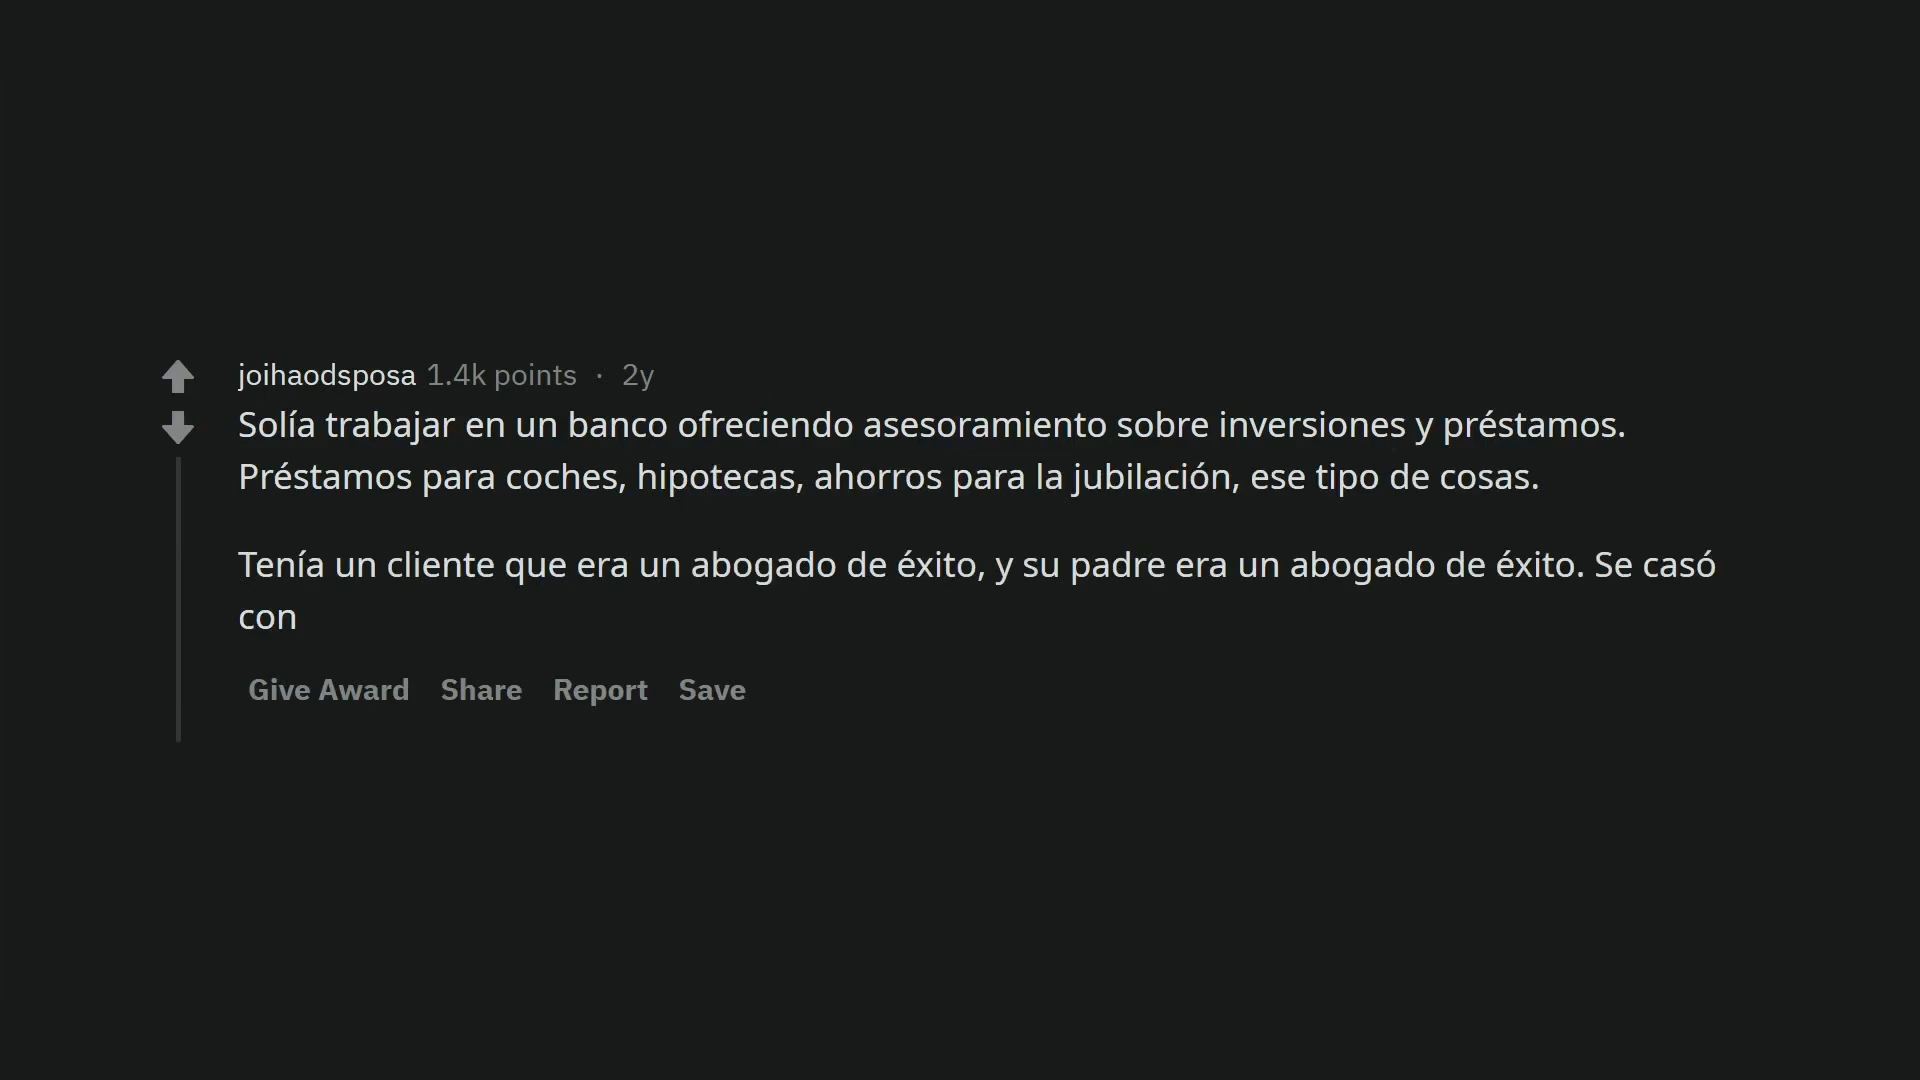 joihaodsposa 1.4k points · 2y
Solía trabajar en un banco ofreciendo asesoramiento sobre inversiones y préstamos.
Préstamos para coches, hipotecas, ahorros para la jubilación, ese tipo de cosas.
Tenía un cliente que era un abogado de éxito, y su padre era un abogado de éxito. Se casó
con
Give Award Share Report Save